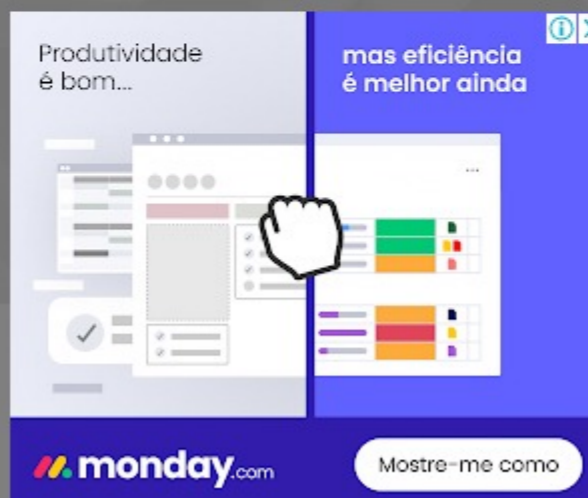 Produtividade
é bom...
mas eficiência
é melhor ainda
monday.com
Mostre-me como